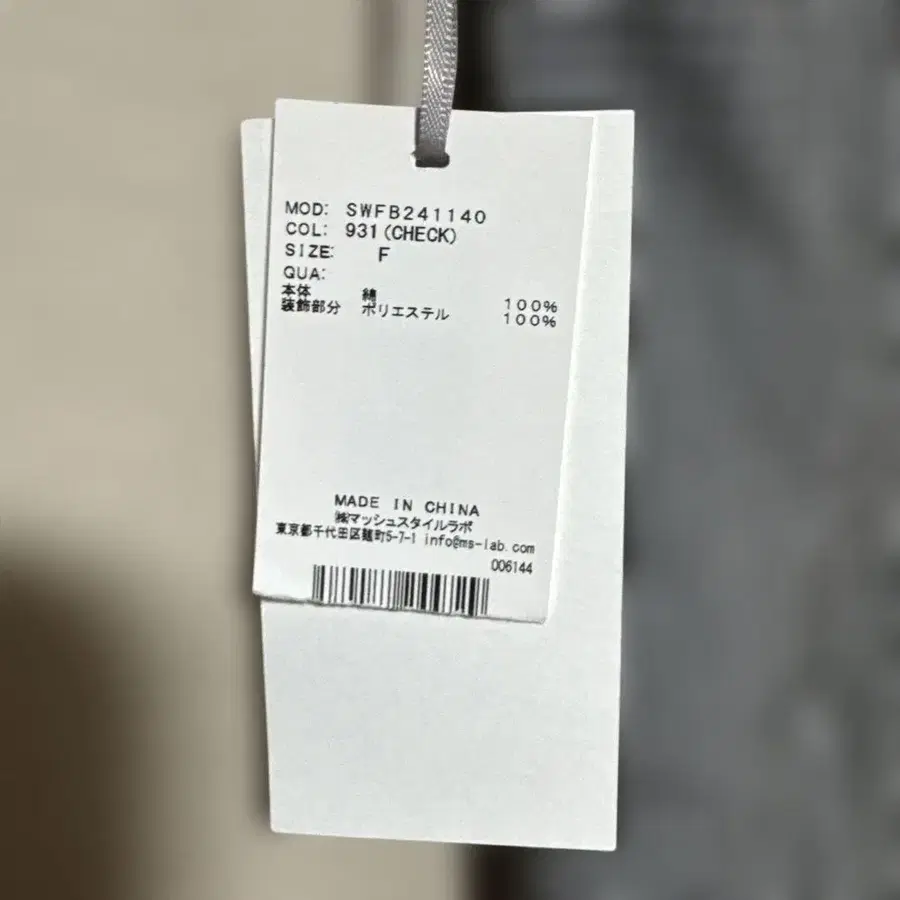 MOD: SWFB241140
COL: 931(CHECK)
SIZE: F
QUA:
本体 綿 100%
装飾部分 ポリエステル 100%
MADE IN CHINA
㈱マッシュスタイルラボ
東京都千代田区麹町5-7-1 info@ms-lab.com
006144